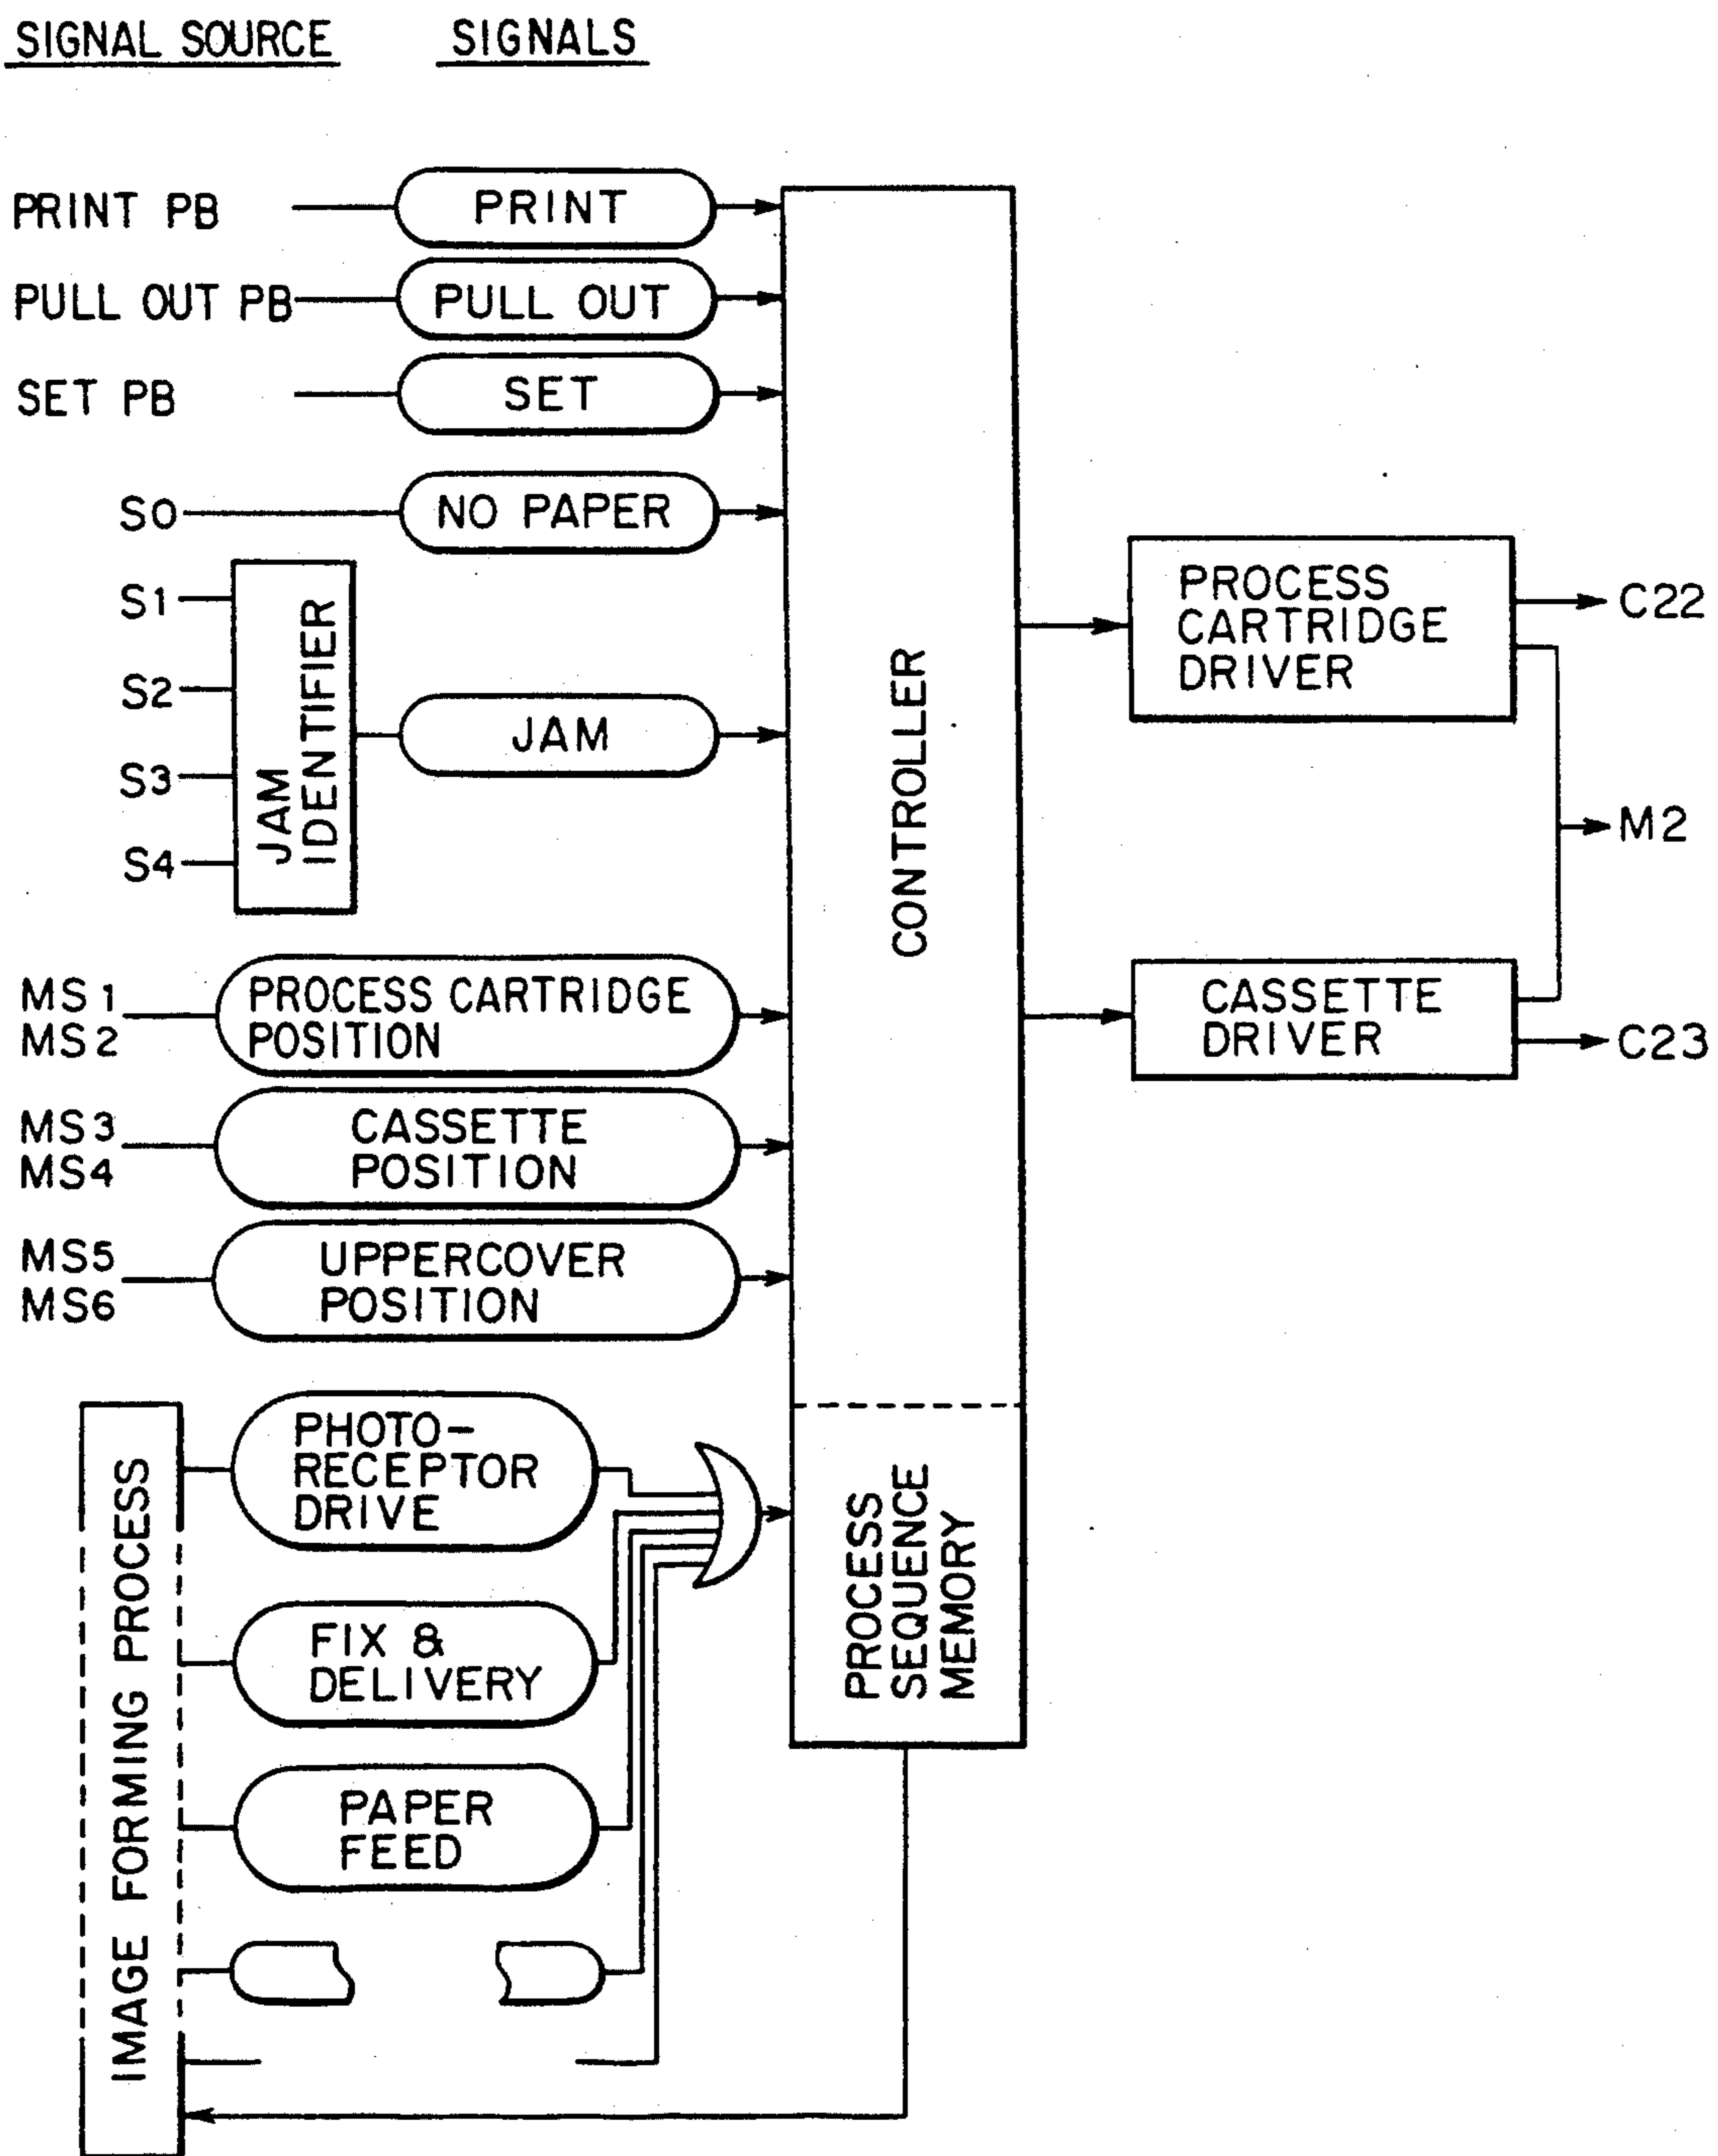 SIGNAL SOURCE
SIGNALS
PRINT PB
PRINT
PULL OUT PB
PULL OUT
SET PB
SET
S0
NO PAPER
S1
S2
S3
S4
JAM
IDENTIFIER
JAM
MS1
MS2
PROCESS CARTRIDGE
POSITION
MS3
MS4
CASSETTE
POSITION
MS5
MS6
UPPERCOVER
POSITION
IMAGE FORMING PROCESS
PHOTO-
RECEPTOR
DRIVE
FIX &
DELIVERY
PAPER
FEED
CONTROLLER
PROCESS
SEQUENCE
MEMORY
PROCESS
CARTRIDGE
DRIVER
C22
M2
CASSETTE
DRIVER
C23